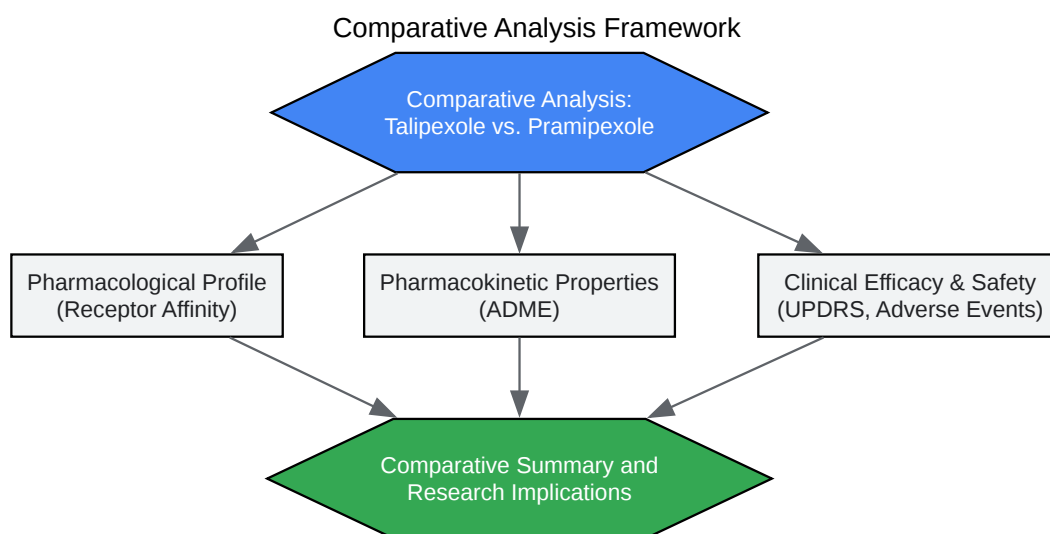 Comparative Analysis Framework
Comparative Analysis:
Talipexole vs. Pramipexole
Pharmacological Profile
(Receptor Affinity)
Pharmacokinetic Properties
(ADME)
Clinical Efficacy & Safety
(UPDRS, Adverse Events)
Comparative Summary and
Research Implications